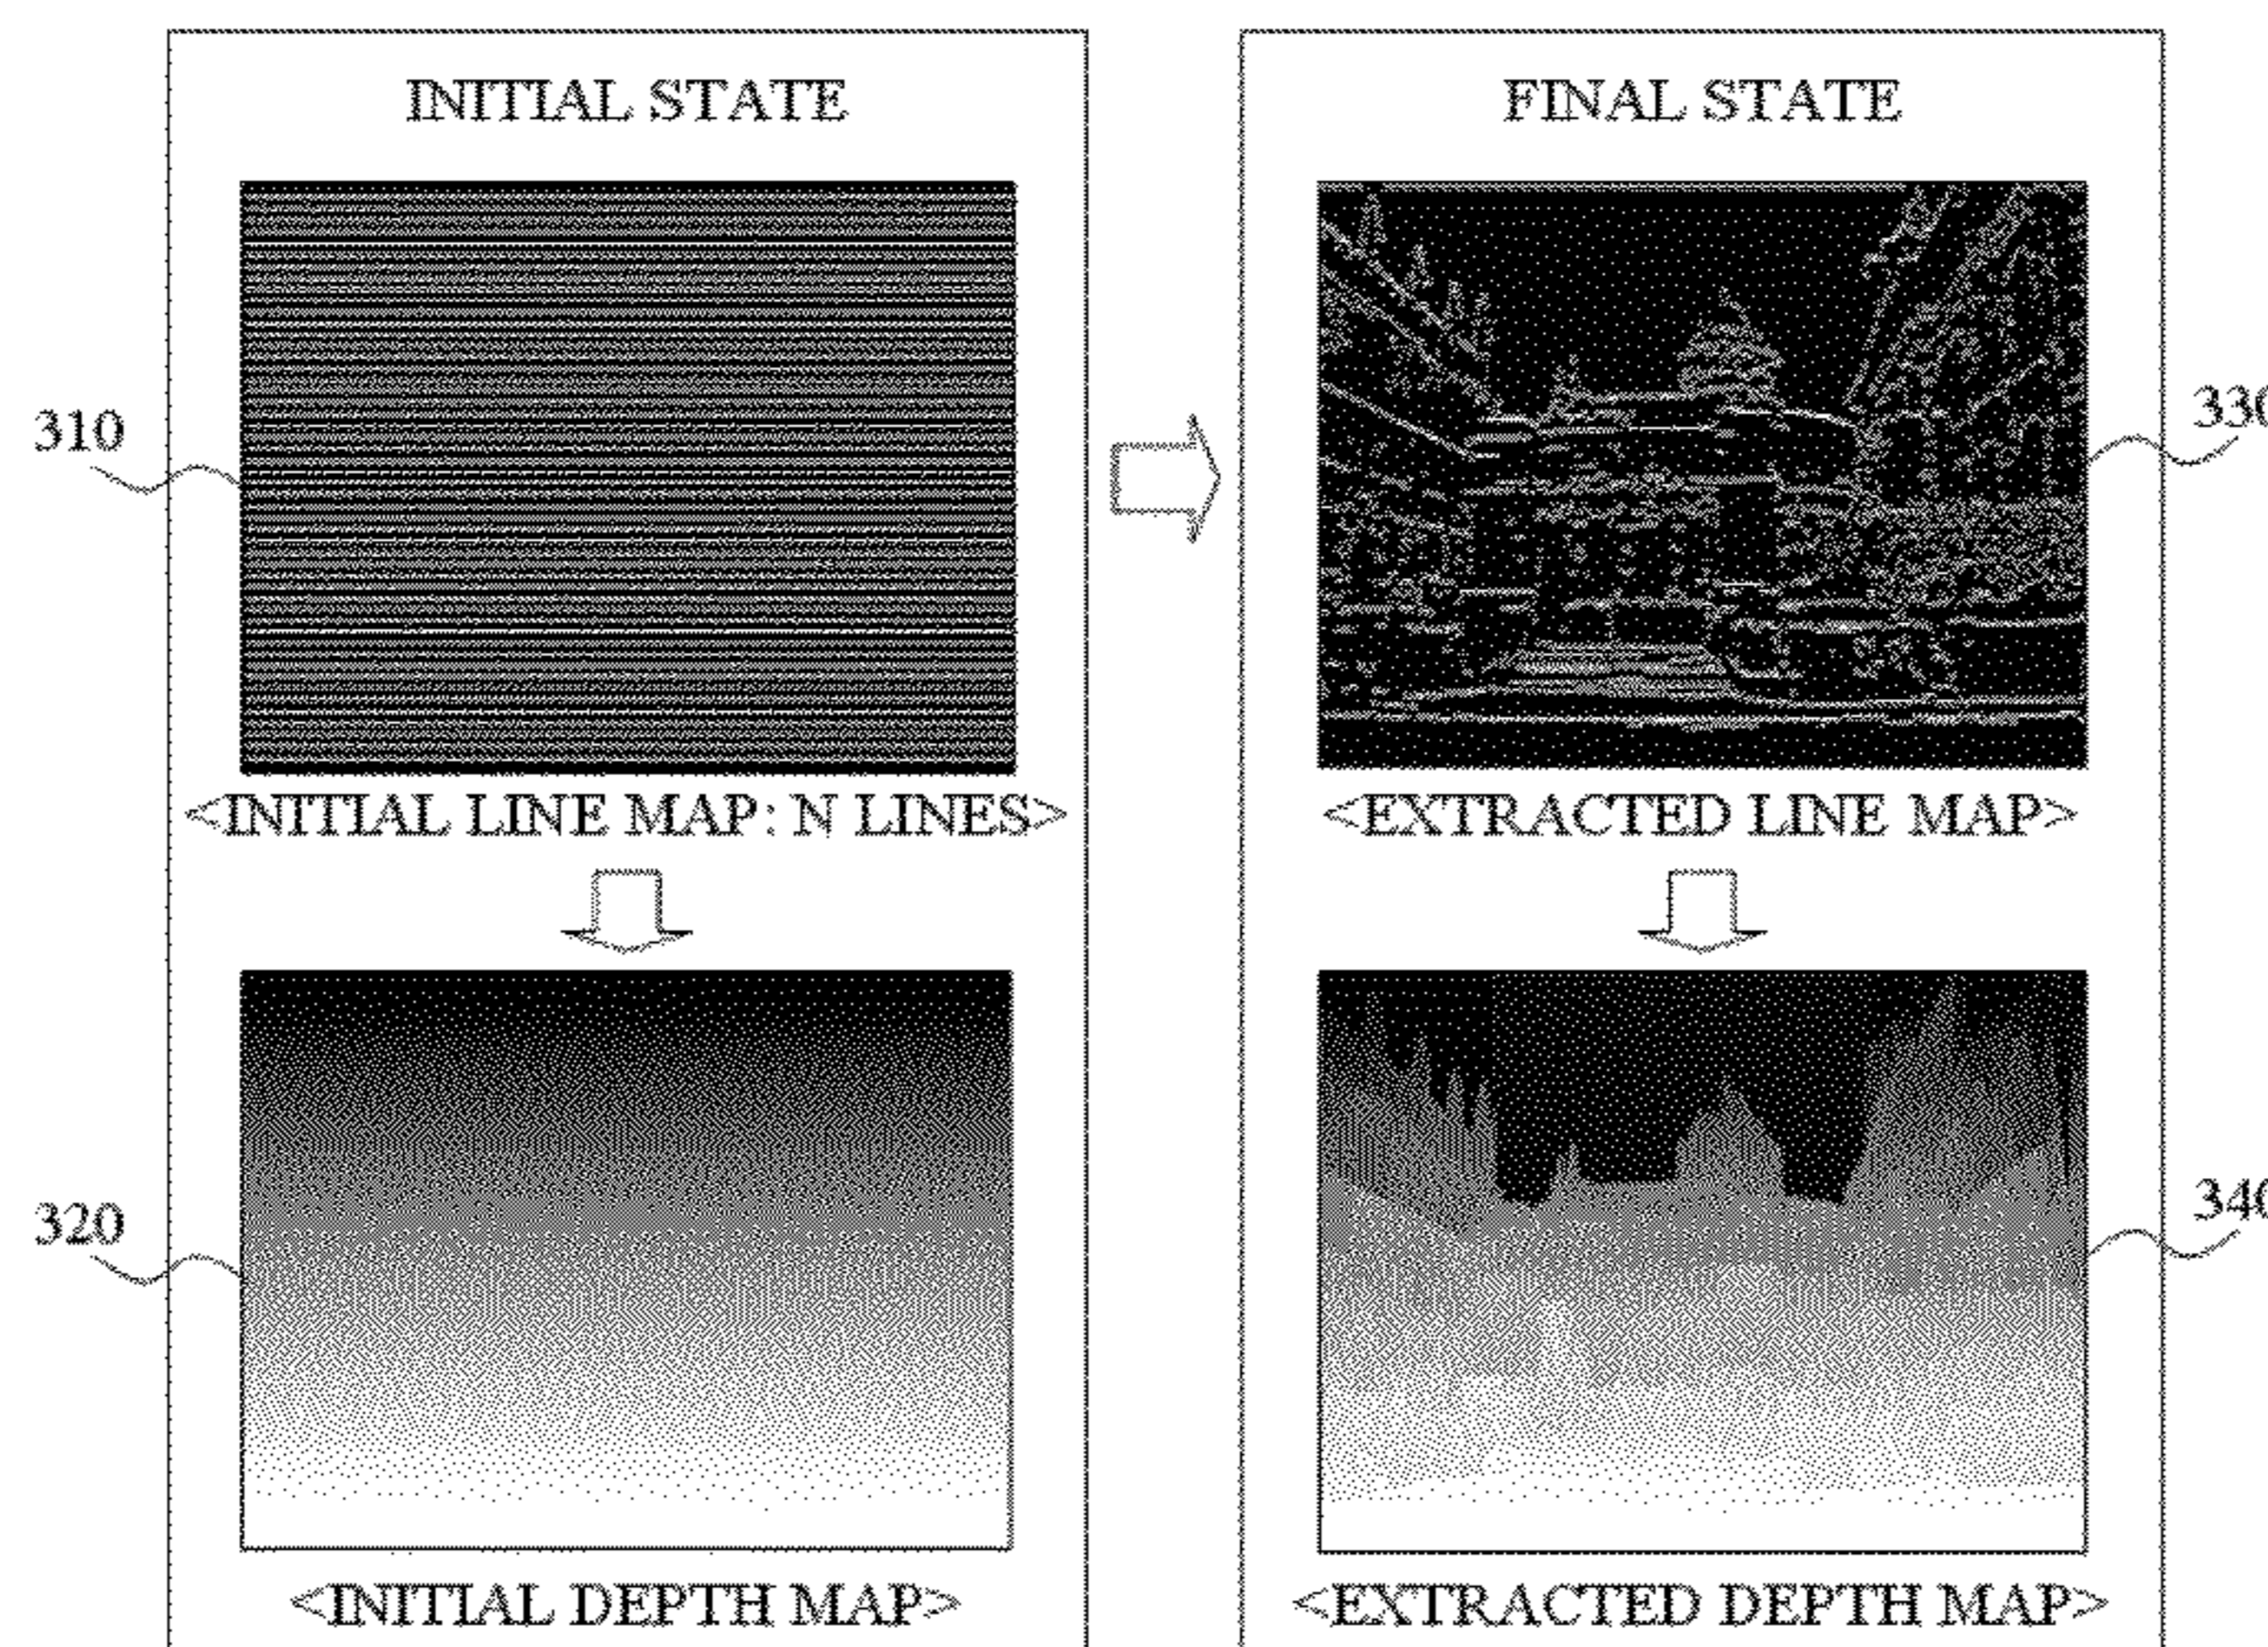 INITIAL STATE
310
<INITIAL LINE MAP: N LINES>
320
<INITIAL DEPTH MAP>
FINAL STATE
330
<EXTRACTED LINE MAP>
340
<EXTRACTED DEPTH MAP>